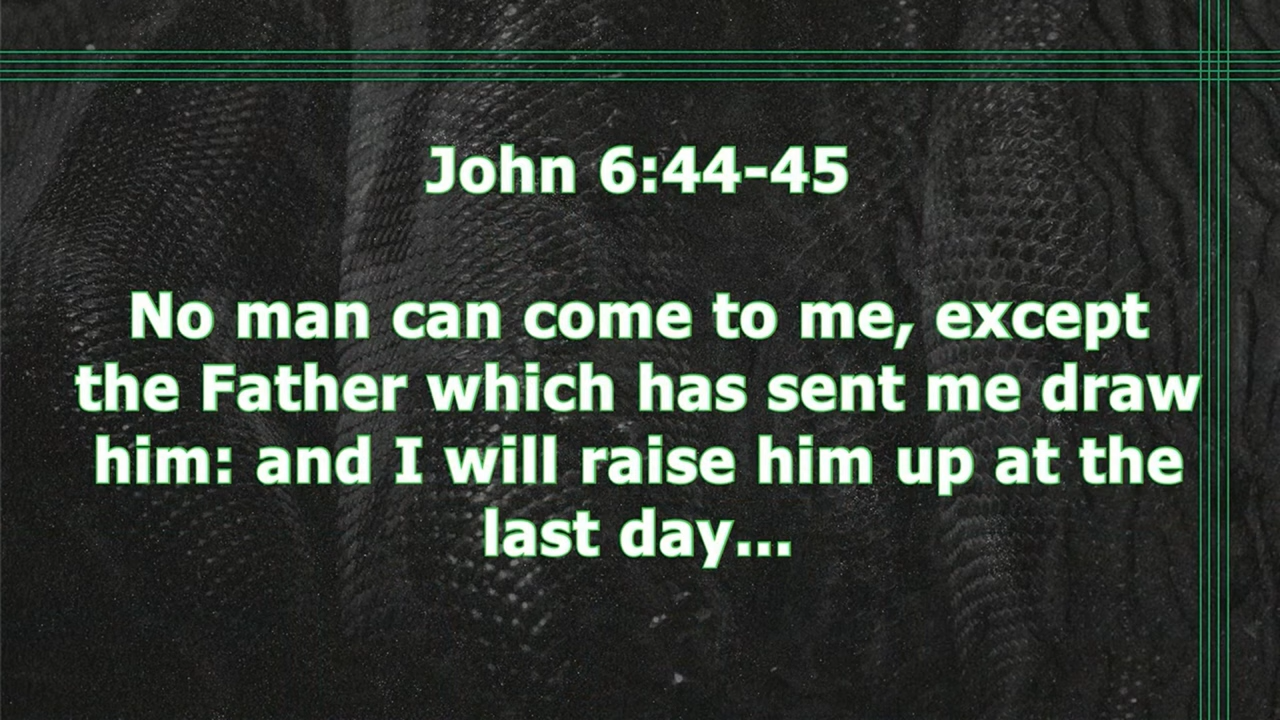 John 6:44-45
No man can come to me, except
the Father which has sent me draw
him: and I will raise him up at the
last day...